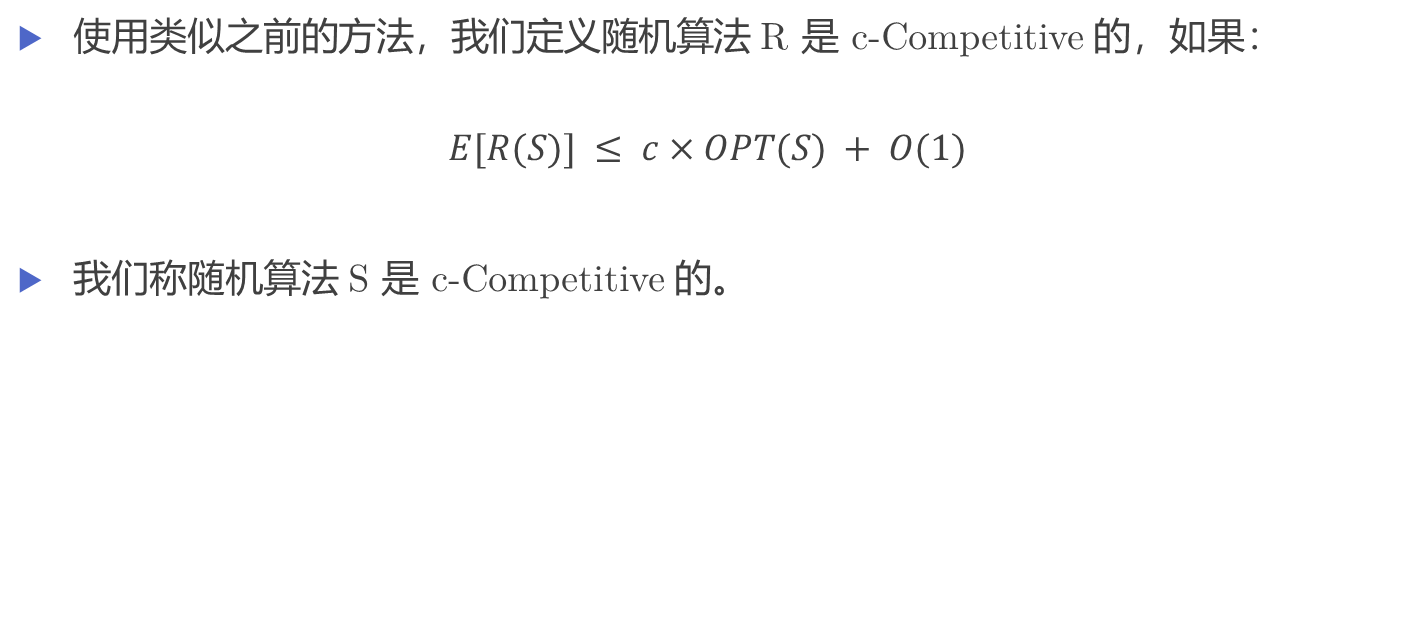 使用类似之前的方法，我们定义随机算法 R 是 c-Competitive 的，如果：
E[R(S)] ≤ c × OPT(S) + O(1)
我们称随机算法 S 是 c-Competitive 的。